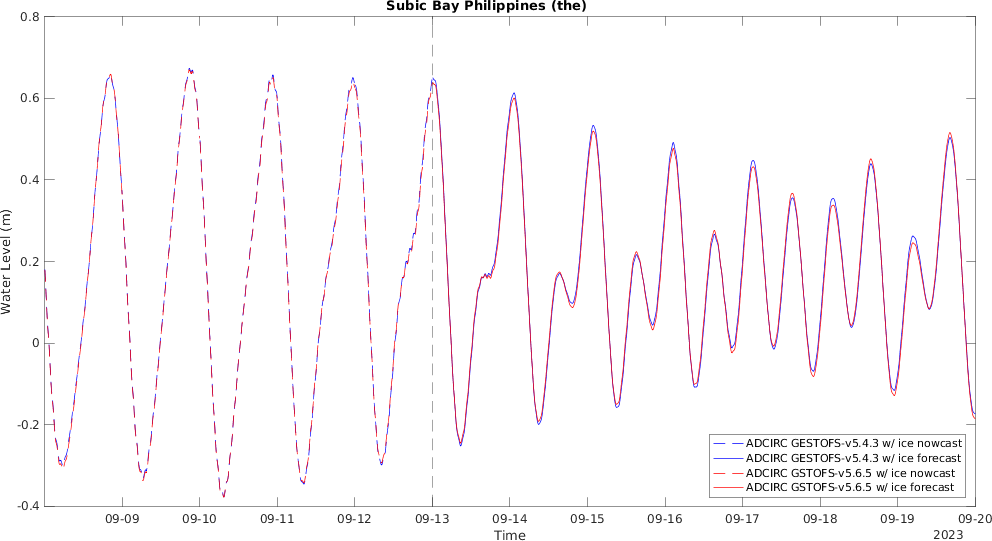 Subic Bay Philippines (the)
0.8
0.6
0.4
0.2
0
-0.2
-0.4
Water Level (m)
ADCIRC GESTOFS-v5.4.3 w/ ice nowcast
ADCIRC GESTOFS-v5.4.3 w/ ice forecast
ADCIRC GSTOFS-v5.6.5 w/ ice nowcast
ADCIRC GSTOFS-v5.6.5 w/ ice forecast
09-09 09-10 09-11 09-12 09-13 09-14 09-15 09-16 09-17 09-18 09-19 09-20
Time
2023